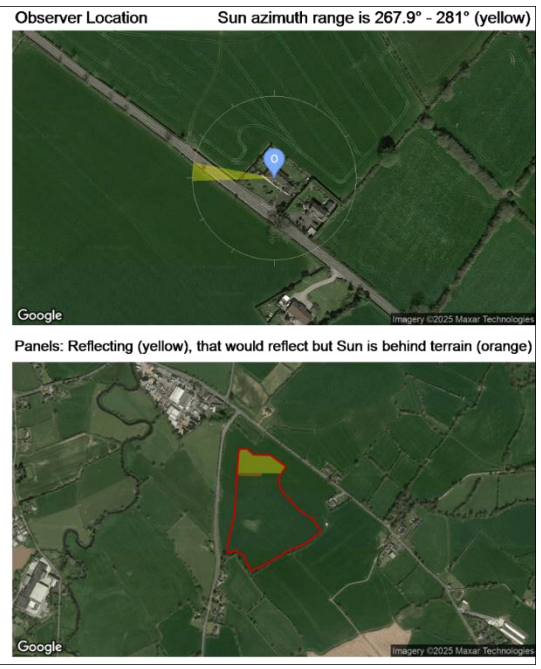 Observer Location
Sun azimuth range is 267.9° - 281° (yellow)
O
Google
Imagery ©2025 Maxar Technologies
Panels: Reflecting (yellow), that would reflect but Sun is behind terrain (orange)
Google
Imagery ©2025 Maxar Technologies